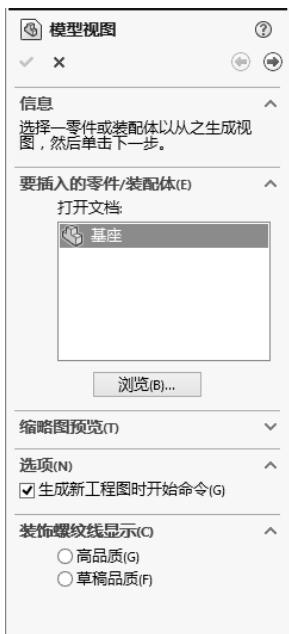 模型视图
信息
选择一零件或装配体以从之生成视
图，然后单击下一步。
要插入的零件/装配体(E)
打开文档:
基座
浏览(B)...
缩略图预览(T)
选项(N)
生成新工程图时开始命令(G)
装饰螺纹线显示(C)
高品质(G)
草稿品质(F)